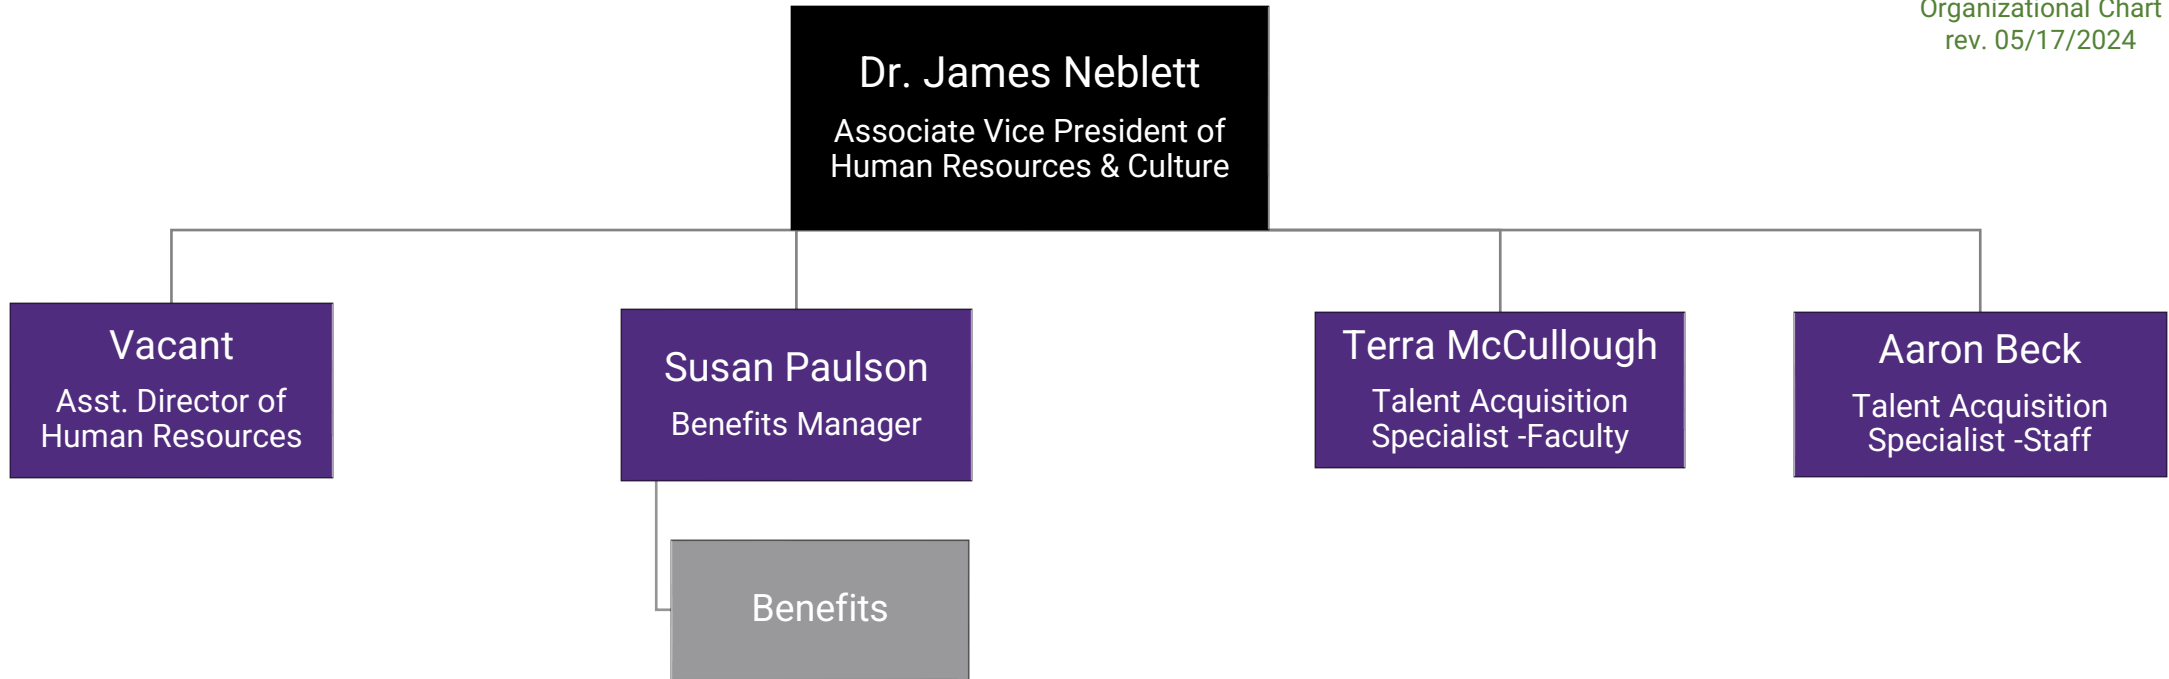 Organizational Chart
rev. 05/17/2024
Dr. James Neblett
Associate Vice President of
Human Resources & Culture
Vacant
Asst. Director of
Human Resources
Susan Paulson
Benefits Manager
Terra McCullough
Talent Acquisition
Specialist -Faculty
Aaron Beck
Talent Acquisition
Specialist -Staff
Benefits